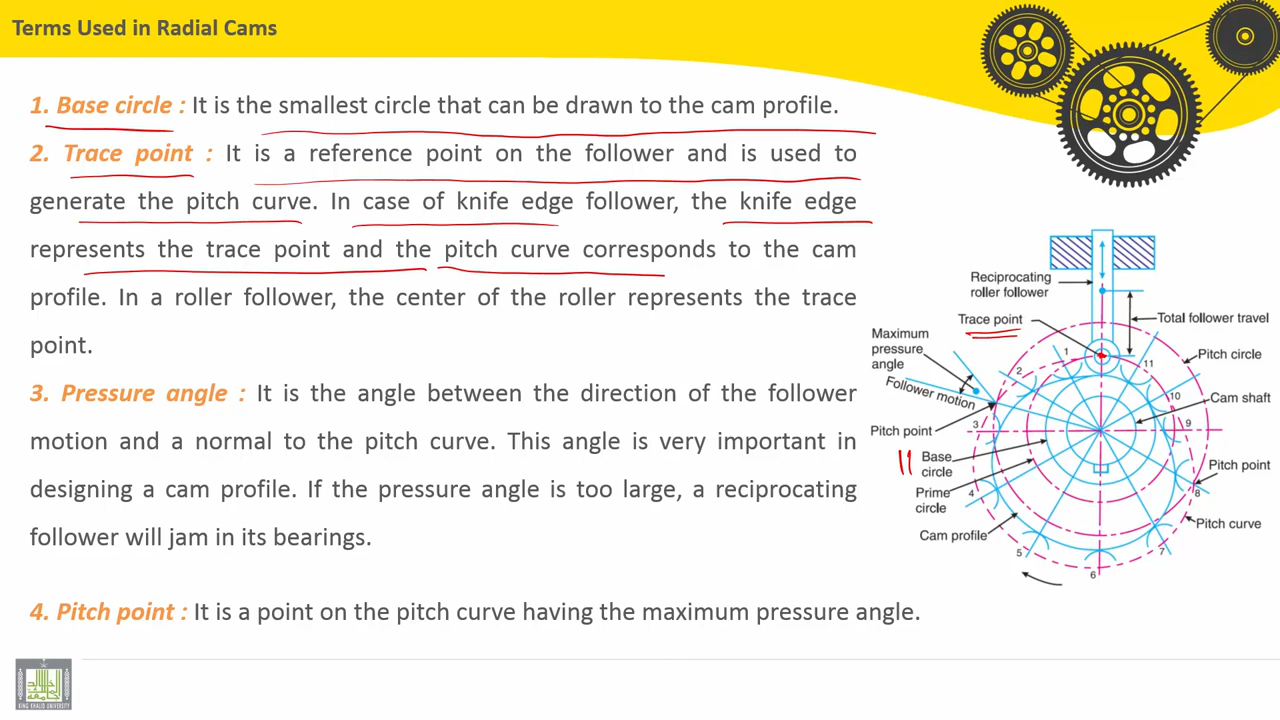 Terms Used in Radial Cams
1. Base circle : It is the smallest circle that can be drawn to the cam profile.
2. Trace point : It is a reference point on the follower and is used to
generate the pitch curve. In case of knife edge follower, the knife edge
represents the trace point and the pitch curve corresponds to the cam
profile. In a roller follower, the center of the roller represents the trace
point.
3. Pressure angle : It is the angle between the direction of the follower
motion and a normal to the pitch curve. This angle is very important in
designing a cam profile. If the pressure angle is too large, a reciprocating
follower will jam in its bearings.
4. Pitch point : It is a point on the pitch curve having the maximum pressure angle.
Reciprocating
roller follower
Trace point
Total follower travel
Maximum
pressure
angle
Pitch circle
Follower motion
Cam shaft
Pitch point
Base
circle
Pitch point
Prime
circle
Pitch curve
Cam profile
1
2
3
4
5
6
7
8
9
10
11
KING KHALID UNIVERSITY